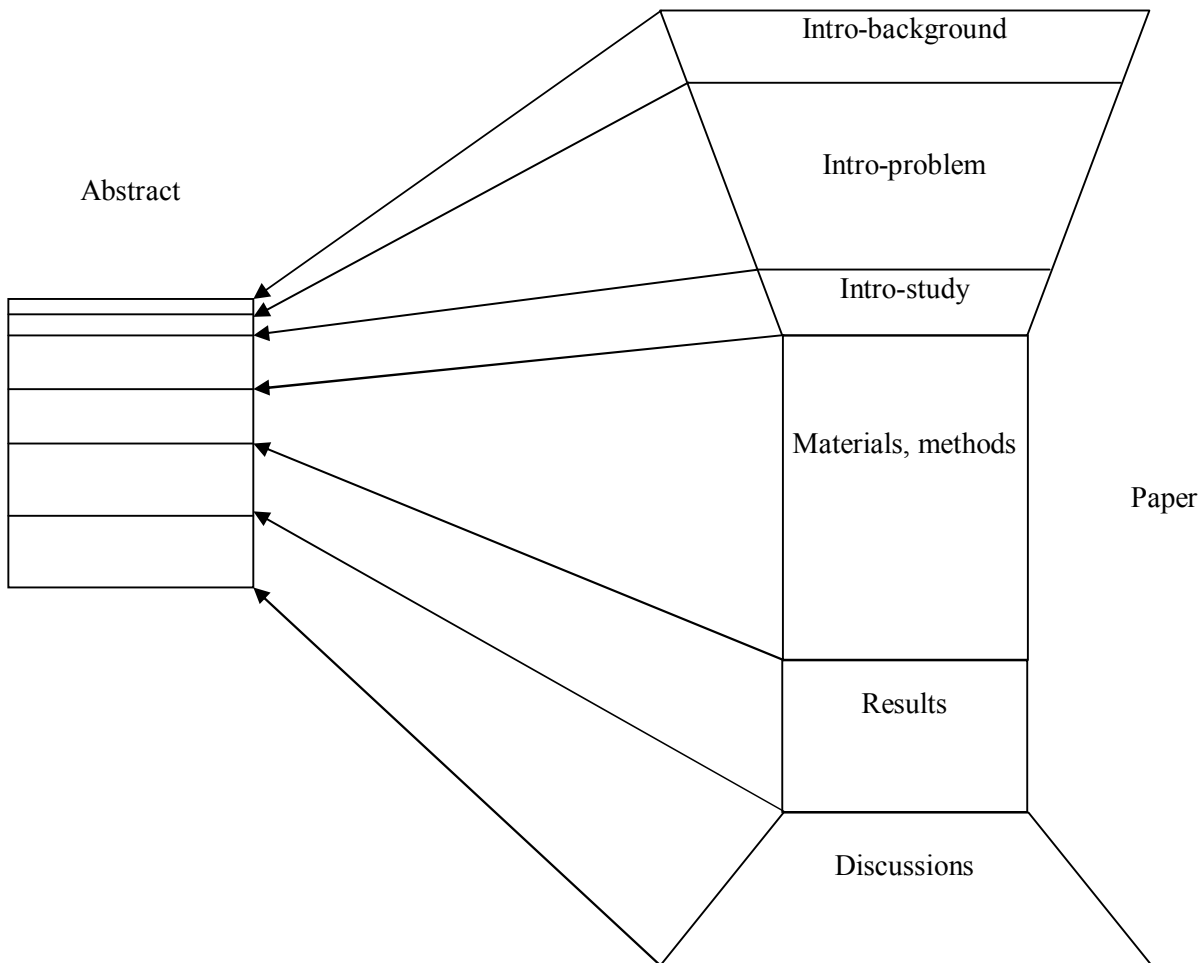 Intro-background
Intro-problem
Abstract
Intro-study
Materials, methods
Paper
Results
Discussions